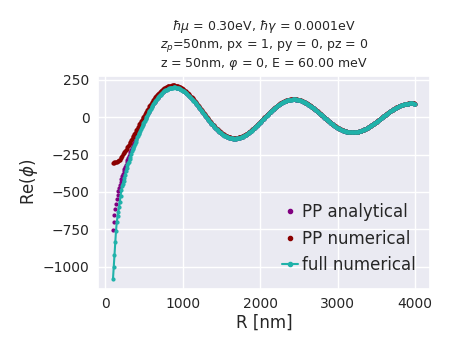 ħμ = 0.30eV, ħγ = 0.0001eV
zₚ=50nm, px = 1, py = 0, pz = 0
z = 50nm, φ = 0, E = 60.00 meV
Re(ϕ)
250
0
−250
−500
−750
−1000
PP analytical
PP numerical
full numerical
0 1000 2000 3000 4000
R [nm]